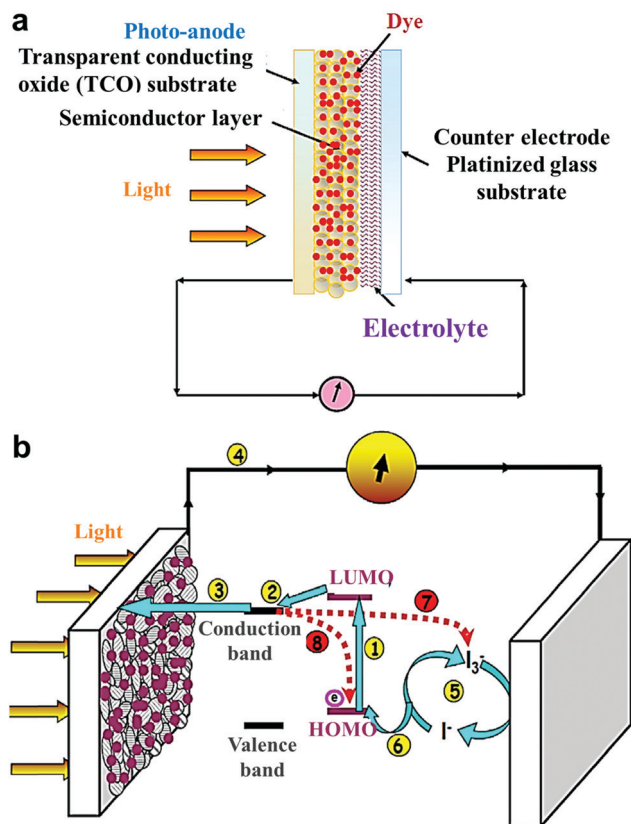 a
Photo-anode
Transparent conducting
oxide (TCO) substrate
Semiconductor layer
Light
Dye
Counter electrode
Platinized glass
substrate
Electrolyte
b
4
Light
3
2
LUMO
Conduction
band
7
8
1
I3-
5
e
HOMO
6
I-
Valence
band